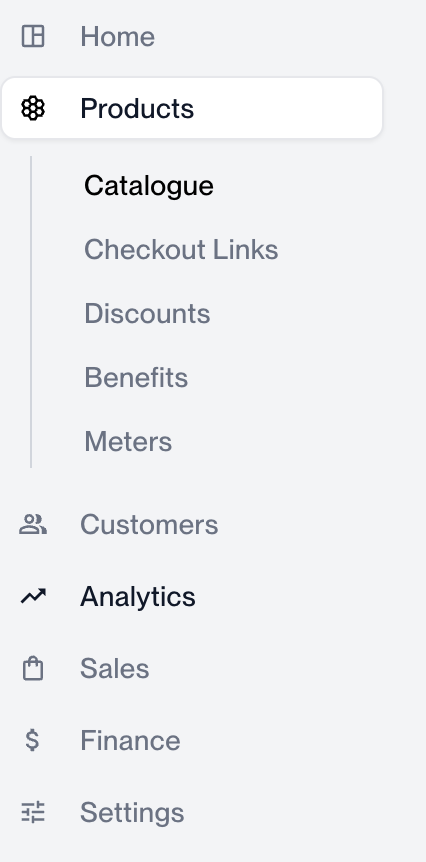 Home
Products
Catalogue
Checkout Links
Discounts
Benefits
Meters
Customers
Analytics
Sales
Finance
Settings